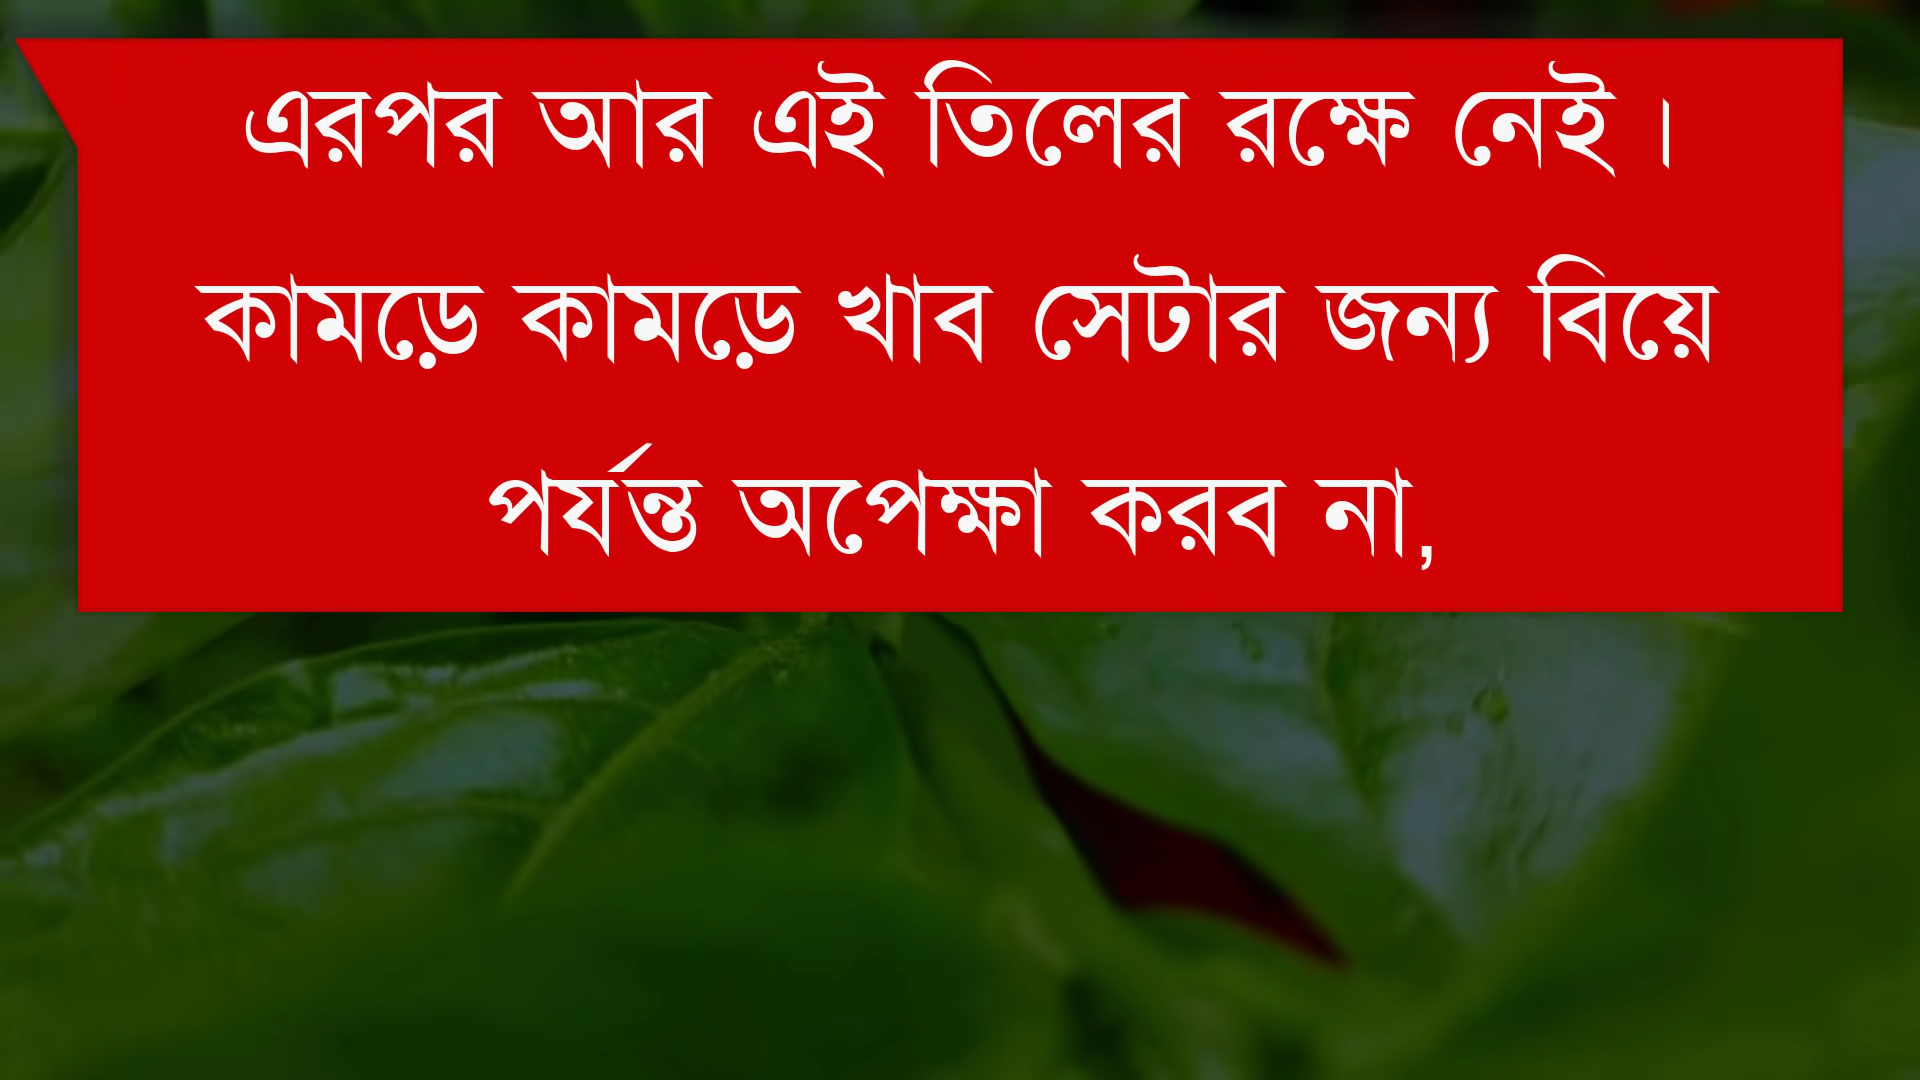 এরপর আর এই তিলের রক্ষে নেই।
কামড়ে কামড়ে খাব সেটার জন্য বিয়ে
পর্যন্ত অপেক্ষা করব না,